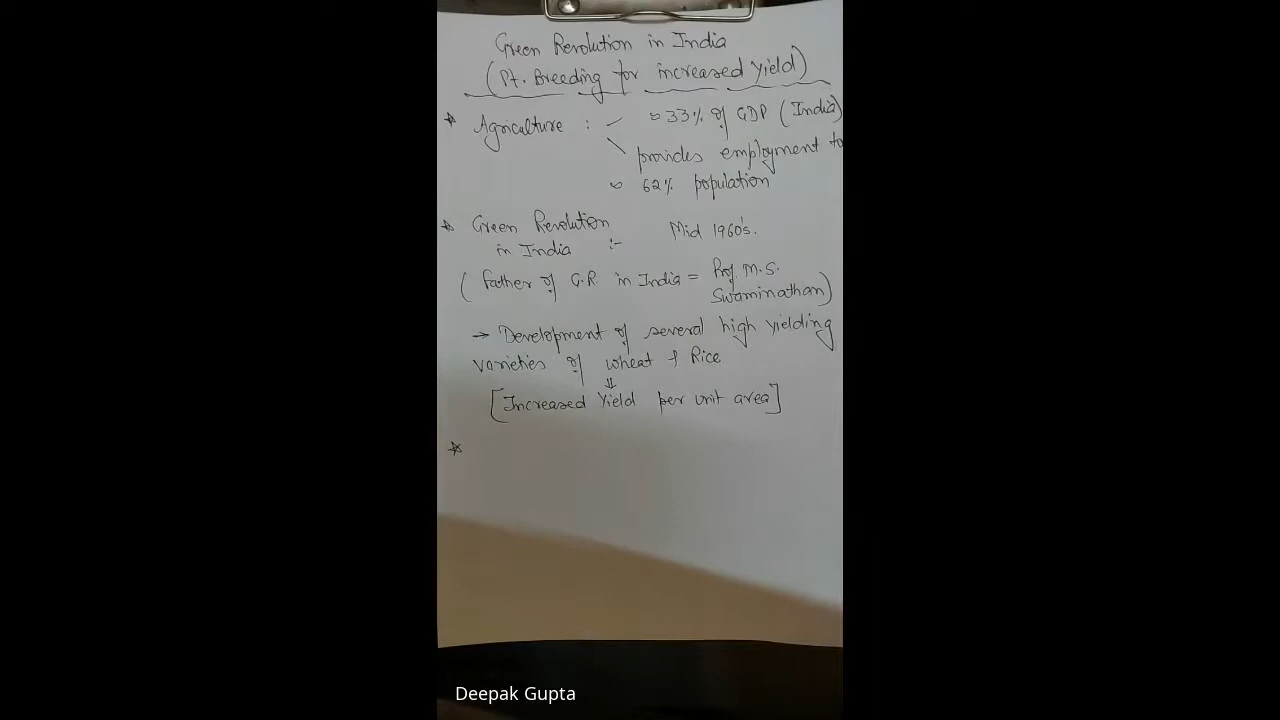 Green Revolution in India
(Pt. Breeding for increased Yield)
* Agriculture : - ~ 33% of GDP (India)
provides employment to
~ 62% population
* Green Revolution
in India :- Mid 1960's.
(Father of G.R. in India = Prof. M.S.
Swaminathan)
→ Development of several high yielding
varieties of wheat & Rice
⇓
[Increased Yield per unit area]
*
Deepak Gupta